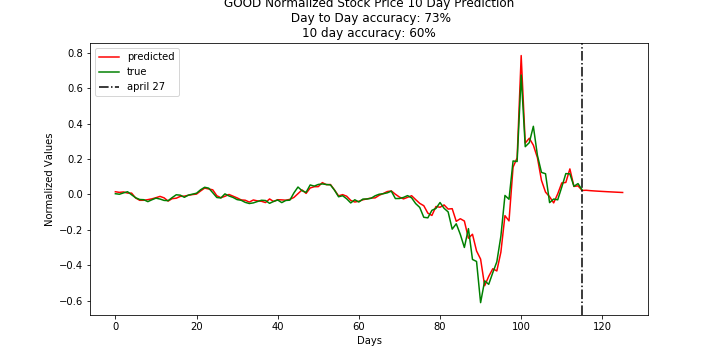 GOOD Normalized Stock Price 10 Day Prediction
Day to Day accuracy: 73%
10 day accuracy: 60%
predicted
true
april 27
Normalized Values
0.8
0.6
0.4
0.2
0.0
−0.2
−0.4
−0.6
0
20
40
60
80
100
120
Days